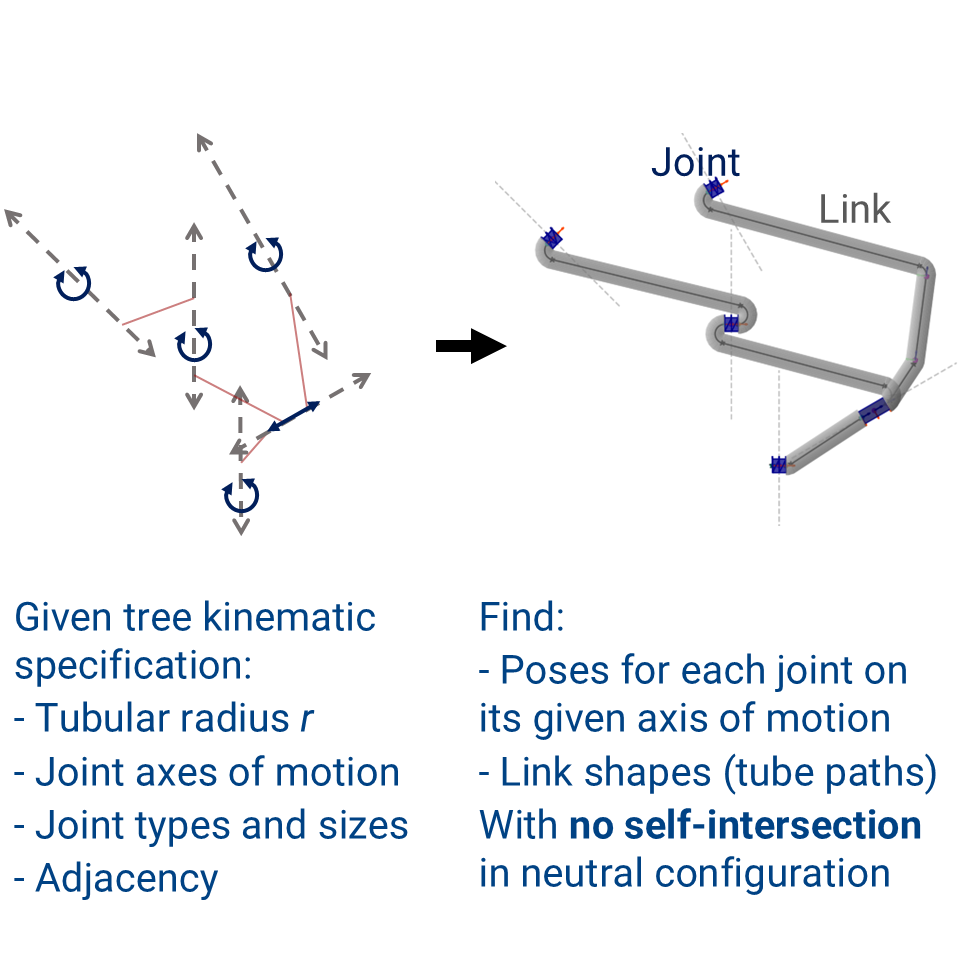 Joint
Link
Given tree kinematic
specification:
- Tubular radius r
- Joint axes of motion
- Joint types and sizes
- Adjacency
Find:
- Poses for each joint on
its given axis of motion
- Link shapes (tube paths)
With no self-intersection
in neutral configuration